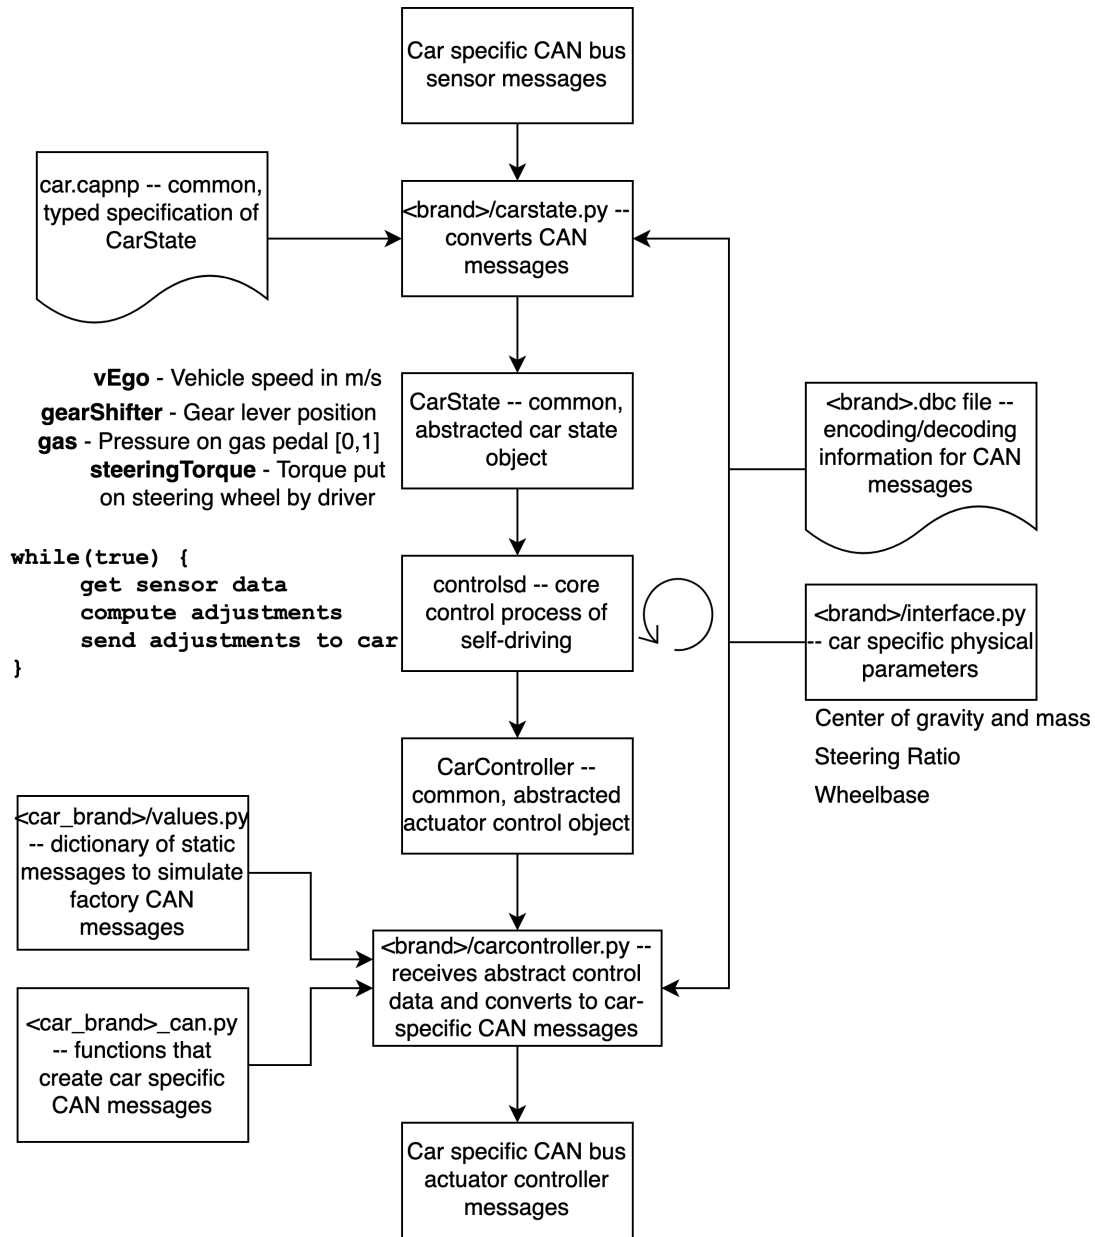 Car specific CAN bus
sensor messages
car.capnp -- common,
typed specification of
CarState
<brand>/carstate.py --
converts CAN
messages
vEgo - Vehicle speed in m/s
gearShifter - Gear lever position
gas - Pressure on gas pedal [0,1]
steeringTorque - Torque put
on steering wheel by driver
CarState -- common,
abstracted car state
object
<brand>.dbc file --
encoding/decoding
information for CAN
messages
while(true) {
get sensor data
compute adjustments
send adjustments to car
}
controlsd -- core
control process of
self-driving
<brand>/interface.py
-- car specific physical
parameters
Center of gravity and mass
Steering Ratio
Wheelbase
CarController --
common, abstracted
actuator control object
<car_brand>/values.py
-- dictionary of static
messages to simulate
factory CAN
messages
<brand>/carcontroller.py --
receives abstract control
data and converts to car-
specific CAN messages
<car_brand>_can.py
-- functions that
create car specific
CAN messages
Car specific CAN bus
actuator controller
messages